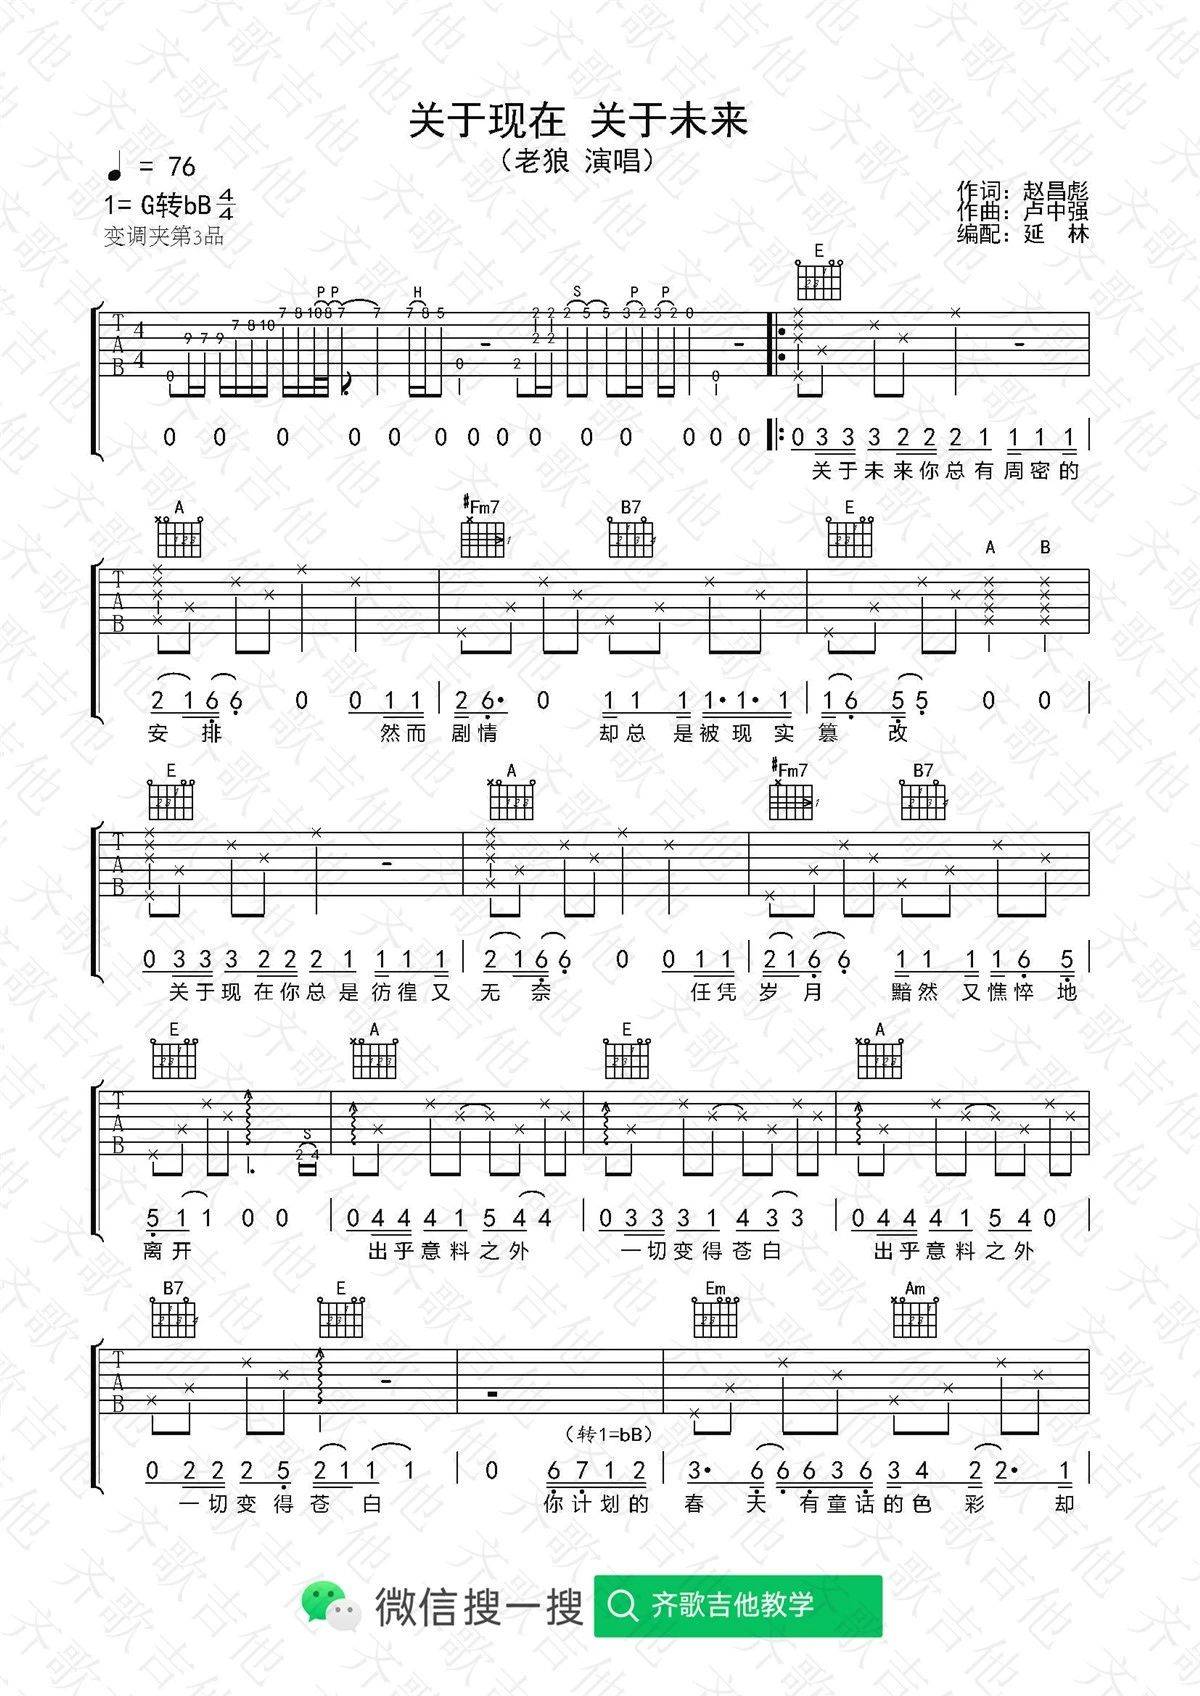 关于现在 关于未来
（老狼 演唱）
♩ = 76
1= G转bB 4/4
变调夹第3品
作词：赵昌彪
作曲：卢中强
编配：延 林
E
P P H S P P
0 0 0 0 0 0 0 0 0 0 0 0 0 3 3 3 2 2 2 1 1 1 1
关于未来你总有周密的
A #Fm7 B7 E A B
2 1 6 6 0 0 0 1 1 2 6· 0 1 1 1 1·1·1 1 6 5 5 0 0
安 排 然而 剧情 却总 是被现实 篡 改
E A #Fm7 B7
0 3 3 3 2 2 2 1 1 1 1 2 1 6 6 0 0 1 1 2 1 6 6 1 1 1 6 5
关于现在你总是彷徨又 无 奈 任凭 岁 月 黯然 又憔悴 地
E A E A
S
5 1 1 0 0 0 4 4 4 1 5 4 4 0 3 3 3 1 4 3 3 0 4 4 4 1 5 4 0
离开 出乎意料之外 一切变得苍白 出乎意料之外
B7 E Em Am
（转1=bB）
0 2 2 2 5 2 1 1 1 0 6 7 1 2 3· 6 6 6 3 6 3 4 2 2· 1
一切变得苍 白 你计划的 春 天 有童话的色 彩 却
微信搜一搜
齐歌吉他教学
齐歌吉他